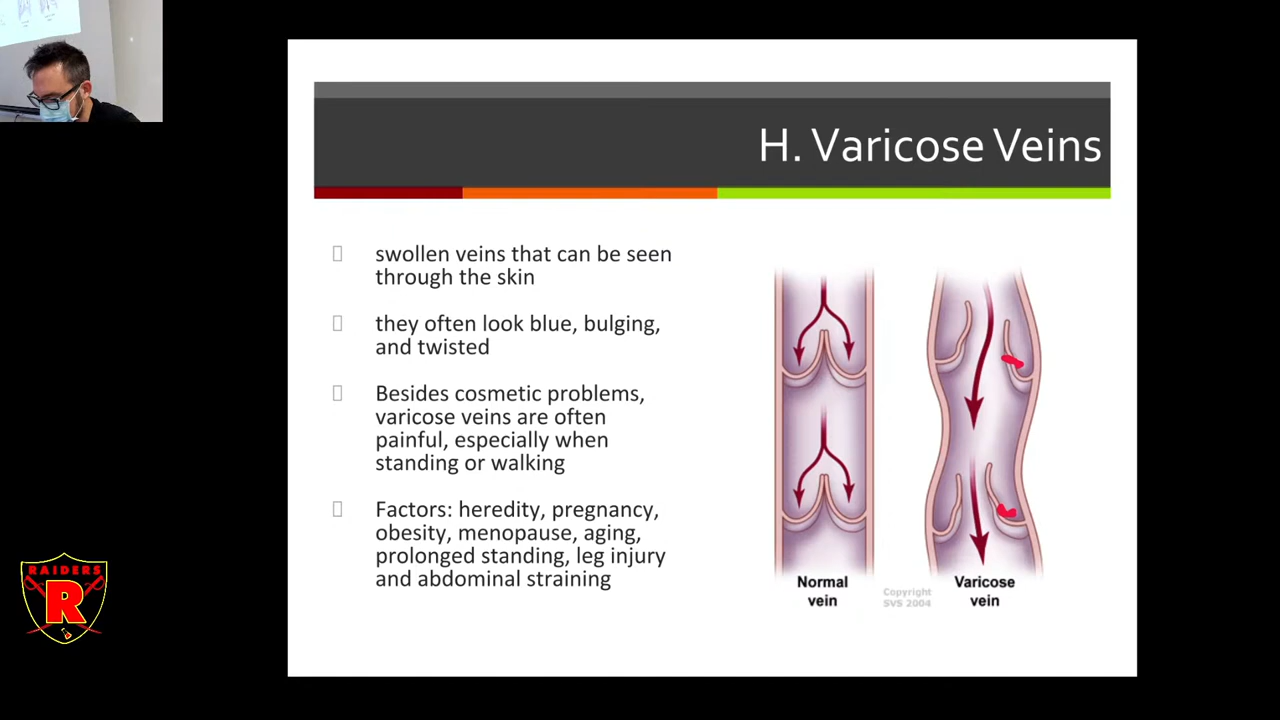 H. Varicose Veins
swollen veins that can be seen
through the skin
they often look blue, bulging,
and twisted
Besides cosmetic problems,
varicose veins are often
painful, especially when
standing or walking
Factors: heredity, pregnancy,
obesity, menopause, aging,
prolonged standing, leg injury
and abdominal straining
Normal
vein
Copyright
SVS 2004
Varicose
vein
RAIDERS
R